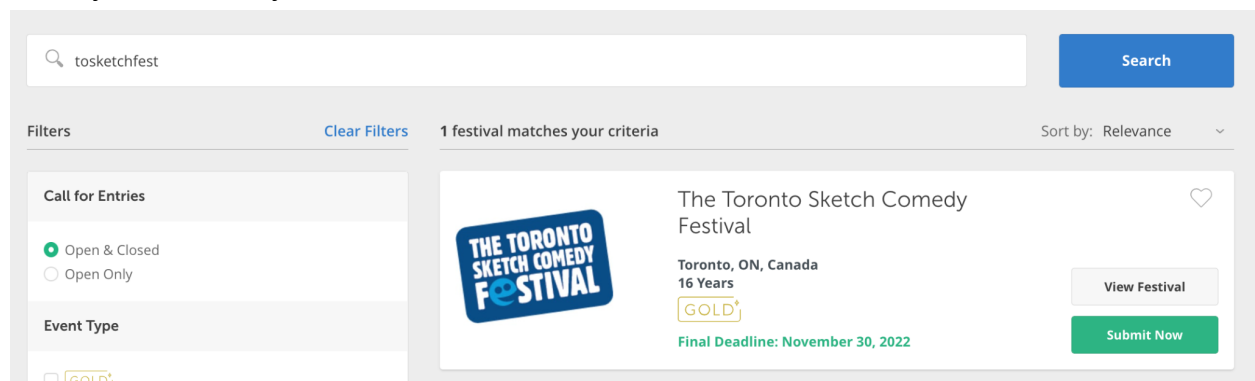 tosketchfest
Search
Filters
Clear Filters
1 festival matches your criteria
Sort by: Relevance
Call for Entries
Open & Closed
Open Only
Event Type
GOLD
THE TORONTO
SKETCH COMEDY
FESTIVAL
The Toronto Sketch Comedy
Festival
Toronto, ON, Canada
16 Years
GOLD
Final Deadline: November 30, 2022
View Festival
Submit Now